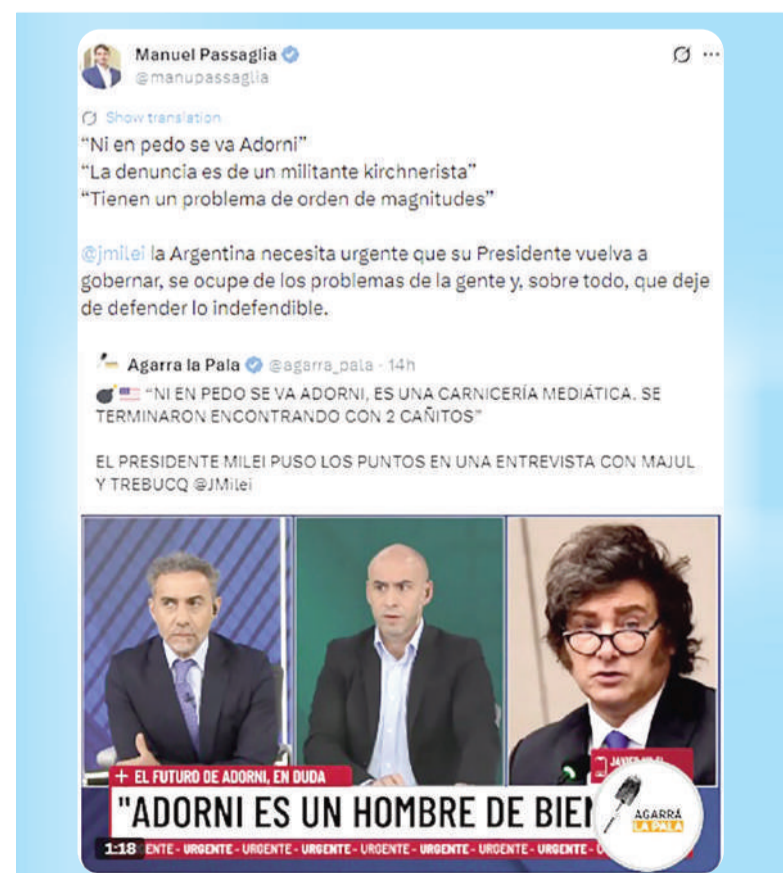 Manuel Passaglia
@manupassaglia
Show translation
“Ni en pedo se va Adorni”
“La denuncia es de un militante kirchnerista”
“Tienen un problema de orden de magnitudes”
@jmilei la Argentina necesita urgente que su Presidente vuelva a
gobernar, se ocupe de los problemas de la gente y, sobre todo, que deje
de defender lo indefendible.
Agarra la Pala @agarra_pala · 14h
“NI EN PEDO SE VA ADORNI, ES UNA CARNICERÍA MEDIÁTICA. SE
TERMINARON ENCONTRANDO CON 2 CAÑITOS”
EL PRESIDENTE MILEI PUSO LOS PUNTOS EN UNA ENTREVISTA CON MAJUL
Y TREBUCQ @JMilei
+ EL FUTURO DE ADORNI, EN DUDA
"ADORNI ES UN HOMBRE DE BIEN
AGARRÁ
LA PALA
1:18
ENTE - URGENTE - URGENTE - URGENTE - URGENTE - URGENTE - URGENTE -